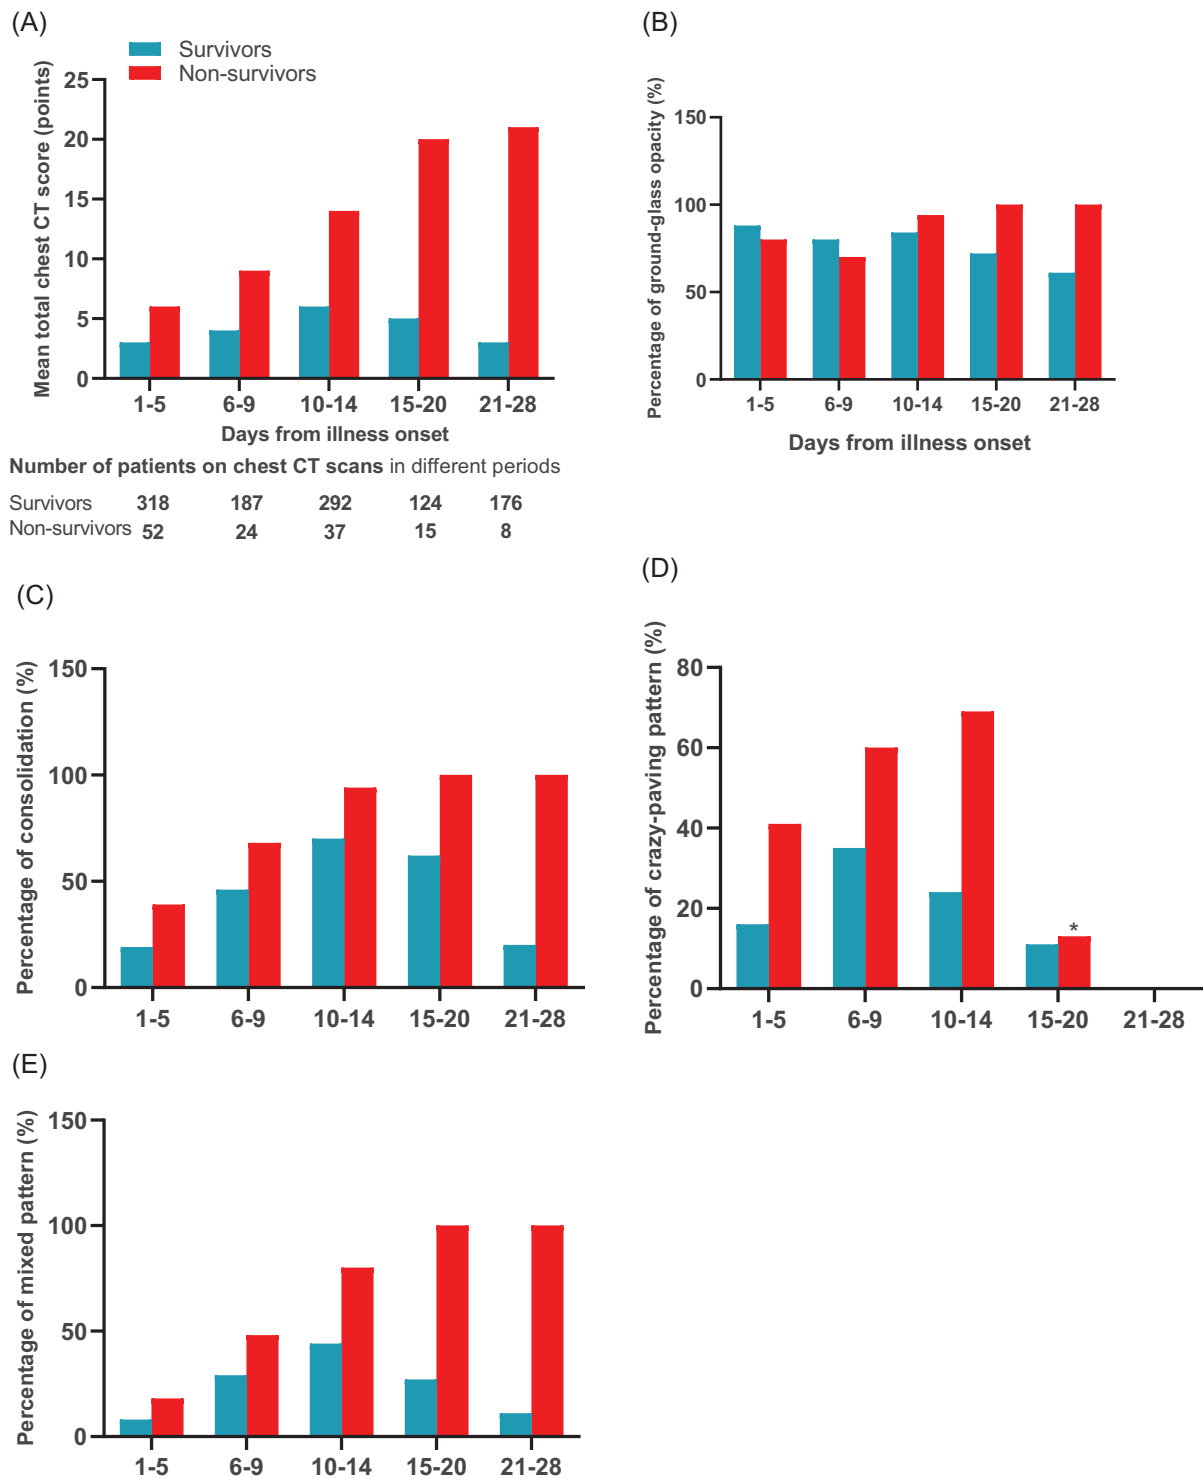 (A)
Survivors
Non-survivors
Mean total chest CT score (points)
25
20
15
10
5
0
1-5 6-9 10-14 15-20 21-28
Days from illness onset
Number of patients on chest CT scans in different periods
Survivors 318 187 292 124 176
Non-survivors 52 24 37 15 8
(B)
Percentage of ground-glass opacity (%)
150
100
50
0
1-5 6-9 10-14 15-20 21-28
Days from illness onset
(C)
Percentage of consolidation (%)
150
100
50
0
1-5 6-9 10-14 15-20 21-28
(D)
Percentage of crazy-paving pattern (%)
80
60
40
20
0
*
1-5 6-9 10-14 15-20 21-28
(E)
Percentage of mixed pattern (%)
150
100
50
0
1-5 6-9 10-14 15-20 21-28